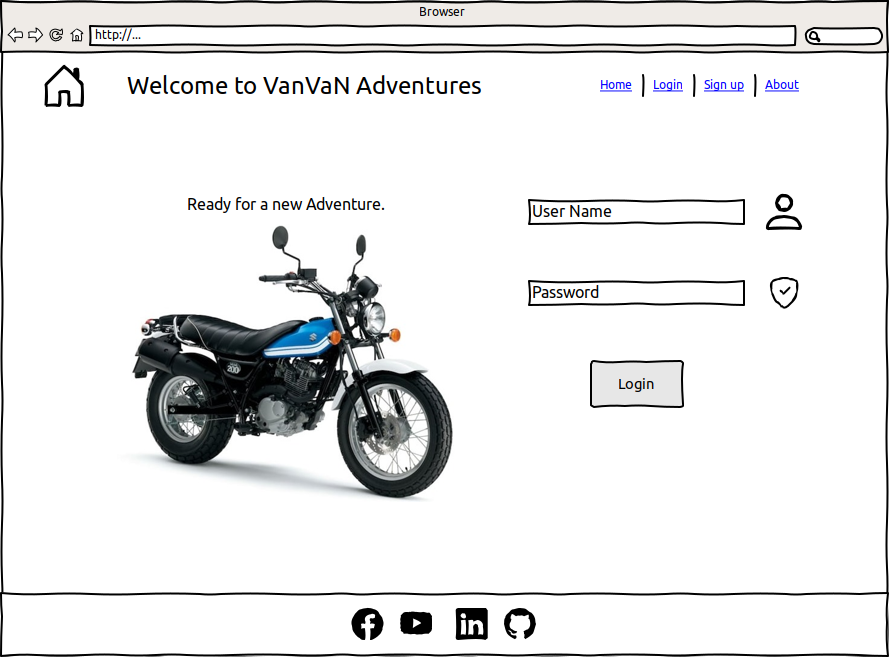 Browser
http://...
Welcome to VanVaN Adventures
Home
Login
Sign up
About
Ready for a new Adventure.
User Name
Password
200
Login